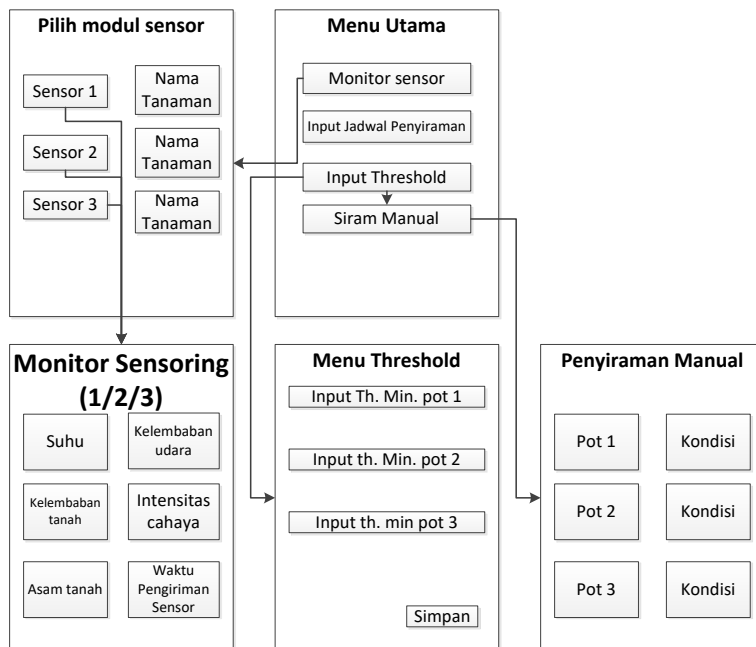 Pilih modul sensor
Sensor 1
Nama
Tanaman
Sensor 2
Nama
Tanaman
Sensor 3
Nama
Tanaman
Menu Utama
Monitor sensor
Input Jadwal Penyiraman
Input Threshold
Siram Manual
Monitor Sensoring
(1/2/3)
Suhu
Kelembaban
udara
Kelembaban
tanah
Intensitas
cahaya
Asam tanah
Waktu
Pengiriman
Sensor
Menu Threshold
Input Th. Min. pot 1
Input th. Min. pot 2
Input th. min pot 3
Simpan
Penyiraman Manual
Pot 1
Kondisi
Pot 2
Kondisi
Pot 3
Kondisi